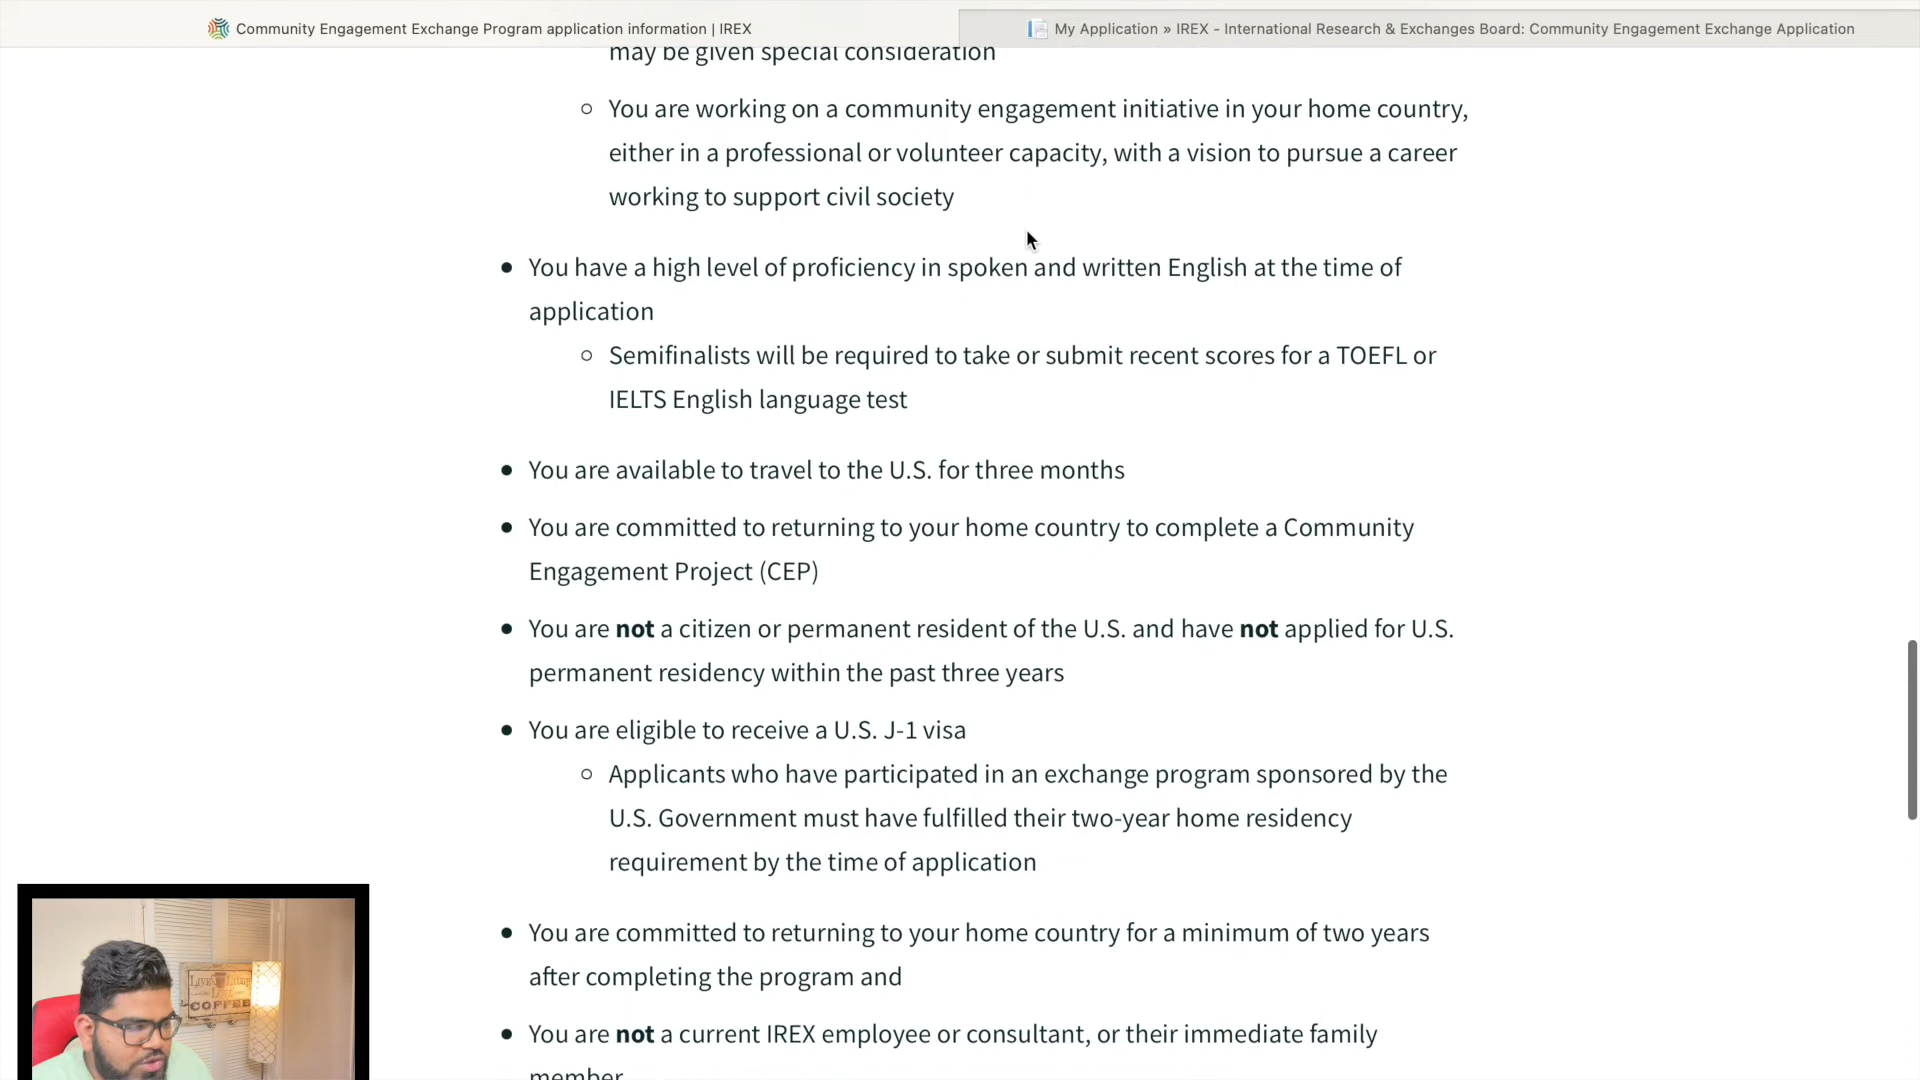 Community Engagement Exchange Program application information | IREX
My Application » IREX - International Research & Exchanges Board: Community Engagement Exchange Application
may be given special consideration
You are working on a community engagement initiative in your home country,
either in a professional or volunteer capacity, with a vision to pursue a career
working to support civil society
You have a high level of proficiency in spoken and written English at the time of
application
Semifinalists will be required to take or submit recent scores for a TOEFL or
IELTS English language test
You are available to travel to the U.S. for three months
You are committed to returning to your home country to complete a Community
Engagement Project (CEP)
You are not a citizen or permanent resident of the U.S. and have not applied for U.S.
permanent residency within the past three years
You are eligible to receive a U.S. J-1 visa
Applicants who have participated in an exchange program sponsored by the
U.S. Government must have fulfilled their two-year home residency
requirement by the time of application
You are committed to returning to your home country for a minimum of two years
after completing the program and
You are not a current IREX employee or consultant, or their immediate family
member
COFFEE